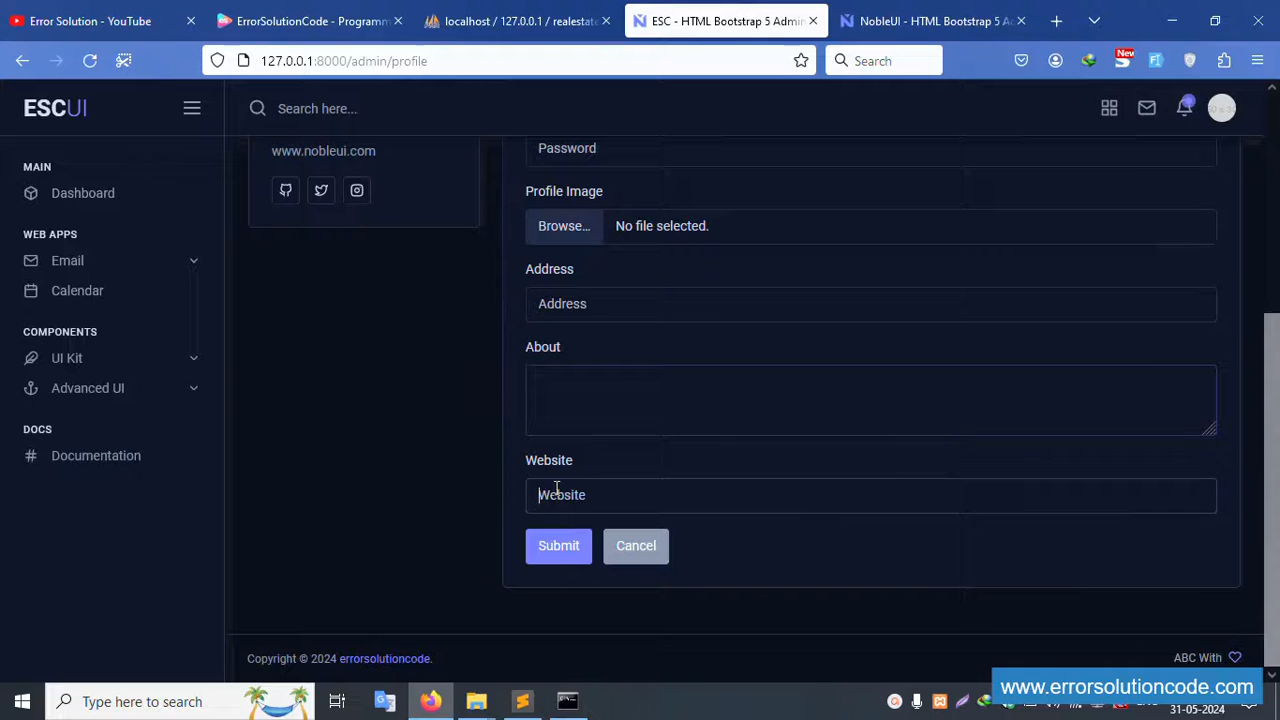 Error Solution - YouTube
ErrorSolutionCode - Programm
localhost / 127.0.0.1 / realestate
ESC - HTML Bootstrap 5 Admin
NobleUI - HTML Bootstrap 5 Ad
127.0.0.1:8000/admin/profile
Search
New
ESCUI
Search here...
MAIN
Dashboard
WEB APPS
Email
Calendar
COMPONENTS
UI Kit
Advanced UI
DOCS
Documentation
www.nobleui.com
Password
Profile Image
Browse... No file selected.
Address
Address
About
Website
Website
Submit Cancel
Copyright © 2024 errorsolutioncode.
ABC With
Type here to search
www.errorsolutioncode.com
31-05-2024